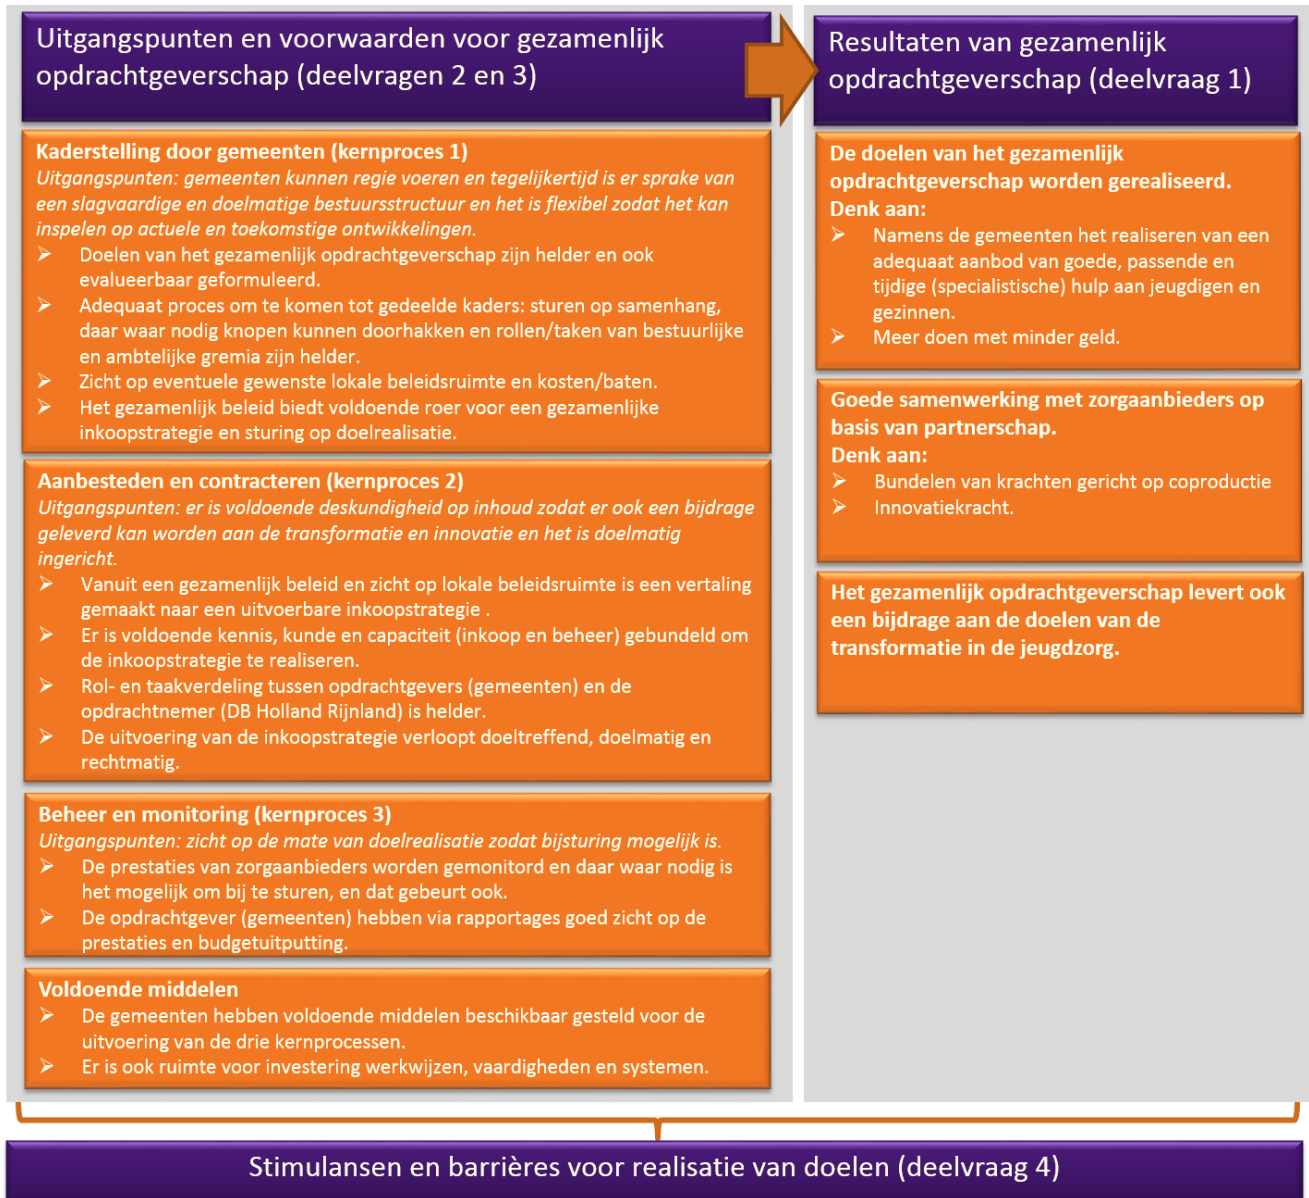 Uitgangspunten en voorwaarden voor gezamenlijk
opdrachtgeverschap (deelvragen 2 en 3)
Kaderstelling door gemeenten (kernproces 1)
Uitgangspunten: gemeenten kunnen regie voeren en tegelijkertijd is er sprake van
een slagvaardige en doelmatige bestuursstructuur en het is flexibel zodat het kan
inspelen op actuele en toekomstige ontwikkelingen.
➢ Doelen van het gezamenlijk opdrachtgeverschap zijn helder en ook
evalueerbaar geformuleerd.
➢ Adequaat proces om te komen tot gedeelde kaders: sturen op samenhang,
daar waar nodig knopen kunnen doorhakken en rollen/taken van bestuurlijke
en ambtelijke gremia zijn helder.
➢ Zicht op eventuele gewenste lokale beleidsruimte en kosten/baten.
➢ Het gezamenlijk beleid biedt voldoende roer voor een gezamenlijke
inkoopstrategie en sturing op doelrealisatie.
Aanbesteden en contracteren (kernproces 2)
Uitgangspunten: er is voldoende deskundigheid op inhoud zodat er ook een bijdrage
geleverd kan worden aan de transformatie en innovatie en het is doelmatig
ingericht.
➢ Vanuit een gezamenlijk beleid en zicht op lokale beleidsruimte is een vertaling
gemaakt naar een uitvoerbare inkoopstrategie .
➢ Er is voldoende kennis, kunde en capaciteit (inkoop en beheer) gebundeld om
de inkoopstrategie te realiseren.
➢ Rol- en taakverdeling tussen opdrachtgevers (gemeenten) en de
opdrachtnemer (DB Holland Rijnland) is helder.
➢ De uitvoering van de inkoopstrategie verloopt doeltreffend, doelmatig en
rechtmatig.
Beheer en monitoring (kernproces 3)
Uitgangspunten: zicht op de mate van doelrealisatie zodat bijsturing mogelijk is.
➢ De prestaties van zorgaanbieders worden gemonitord en daar waar nodig is
het mogelijk om bij te sturen, en dat gebeurt ook.
➢ De opdrachtgever (gemeenten) hebben via rapportages goed zicht op de
prestaties en budgetuitputting.
Voldoende middelen
➢ De gemeenten hebben voldoende middelen beschikbaar gesteld voor de
uitvoering van de drie kernprocessen.
➢ Er is ook ruimte voor investering werkwijzen, vaardigheden en systemen.
Resultaten van gezamenlijk
opdrachtgeverschap (deelvraag 1)
De doelen van het gezamenlijk
opdrachtgeverschap worden gerealiseerd.
Denk aan:
➢ Namens de gemeenten het realiseren van een
adequaat aanbod van goede, passende en
tijdige (specialistische) hulp aan jeugdigen en
gezinnen.
➢ Meer doen met minder geld.
Goede samenwerking met zorgaanbieders op
basis van partnerschap.
Denk aan:
➢ Bundelen van krachten gericht op coproductie
➢ Innovatiekracht.
Het gezamenlijk opdrachtgeverschap levert ook
een bijdrage aan de doelen van de
transformatie in de jeugdzorg.
Stimulansen en barrières voor realisatie van doelen (deelvraag 4)